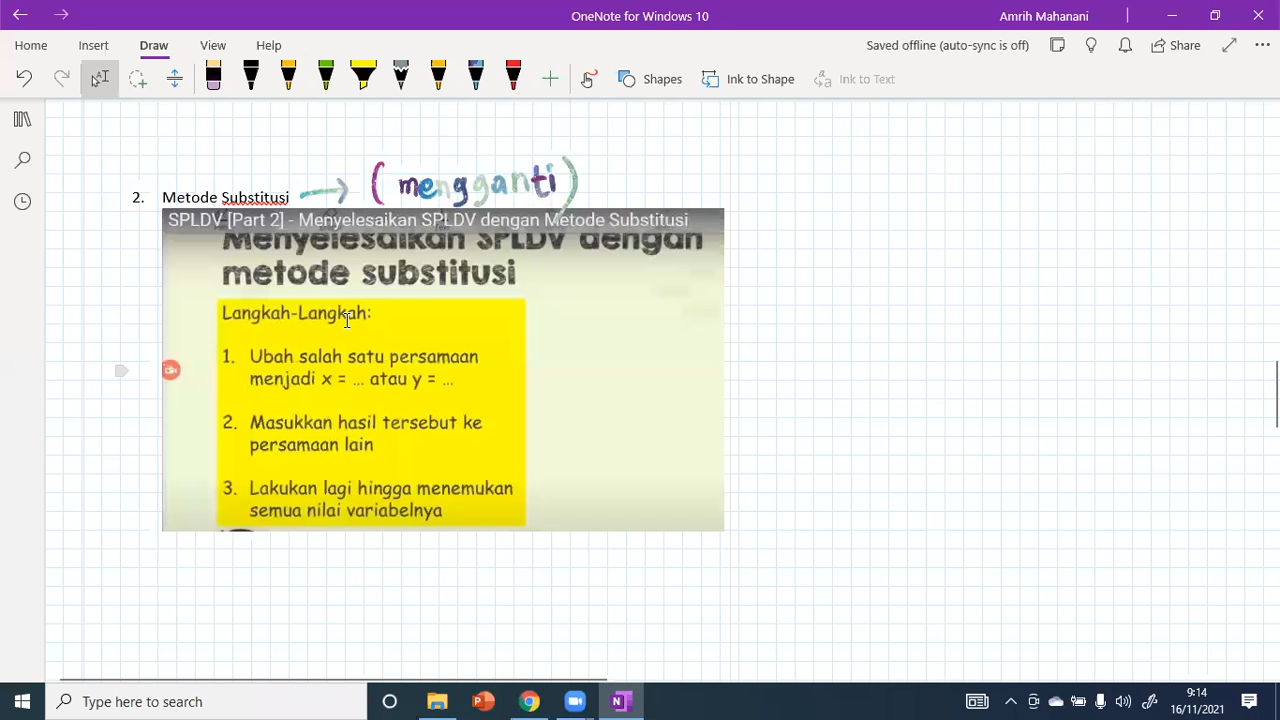 OneNote for Windows 10
Amrih Mahanani
Home
Insert
Draw
View
Help
Saved offline (auto-sync is off)
Share
Shapes
Ink to Shape
Ink to Text
2. Metode Substitusi
( mengganti )
SPLDV [Part 2] - Menyelesaikan SPLDV dengan Metode Substitusi
Menyelesaikan SPLDV dengan
metode substitusi
Langkah-Langkah:
1. Ubah salah satu persamaan
menjadi x = ... atau y = ...
2. Masukkan hasil tersebut ke
persamaan lain
3. Lakukan lagi hingga menemukan
semua nilai variabelnya
Type here to search
9:14
16/11/2021